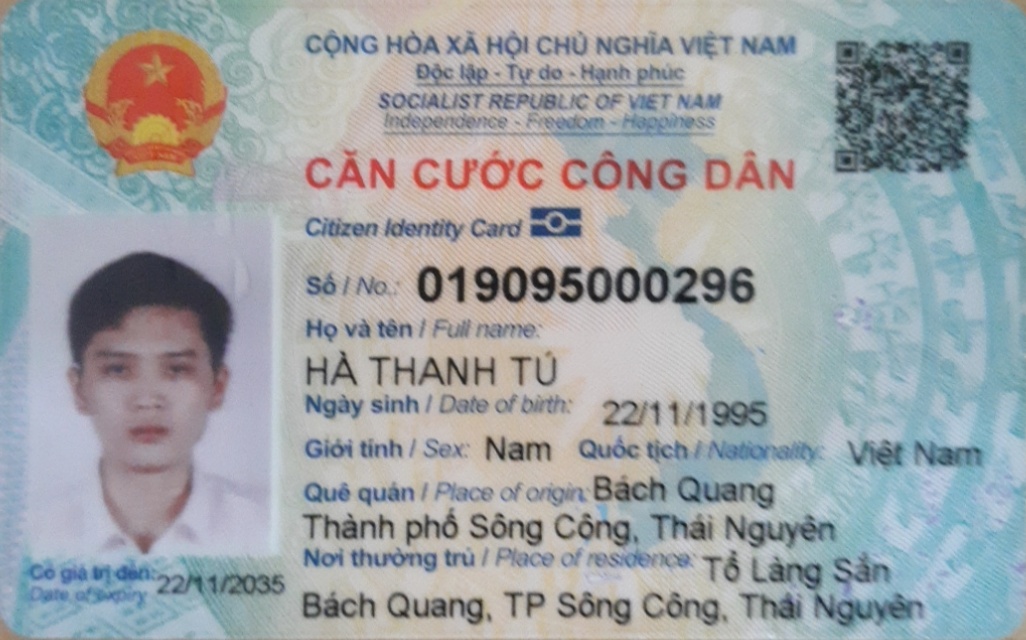 CỘNG HÒA XÃ HỘI CHỦ NGHĨA VIỆT NAM
Độc lập - Tự do - Hạnh phúc
SOCIALIST REPUBLIC OF VIET NAM
Independence - Freedom - Happiness
CĂN CƯỚC CÔNG DÂN
Citizen Identity Card
Số / No.: 019095000296
Họ và tên / Full name:
HÀ THANH TÚ
Ngày sinh / Date of birth: 22/11/1995
Giới tính / Sex: Nam Quốc tịch / Nationality: Việt Nam
Quê quán / Place of origin: Bách Quang
Thành phố Sông Công, Thái Nguyên
Nơi thường trú / Place of residence: Tổ Làng Sắn
Bách Quang, TP Sông Công, Thái Nguyên
Có giá trị đến: 22/11/2035
Date of expiry